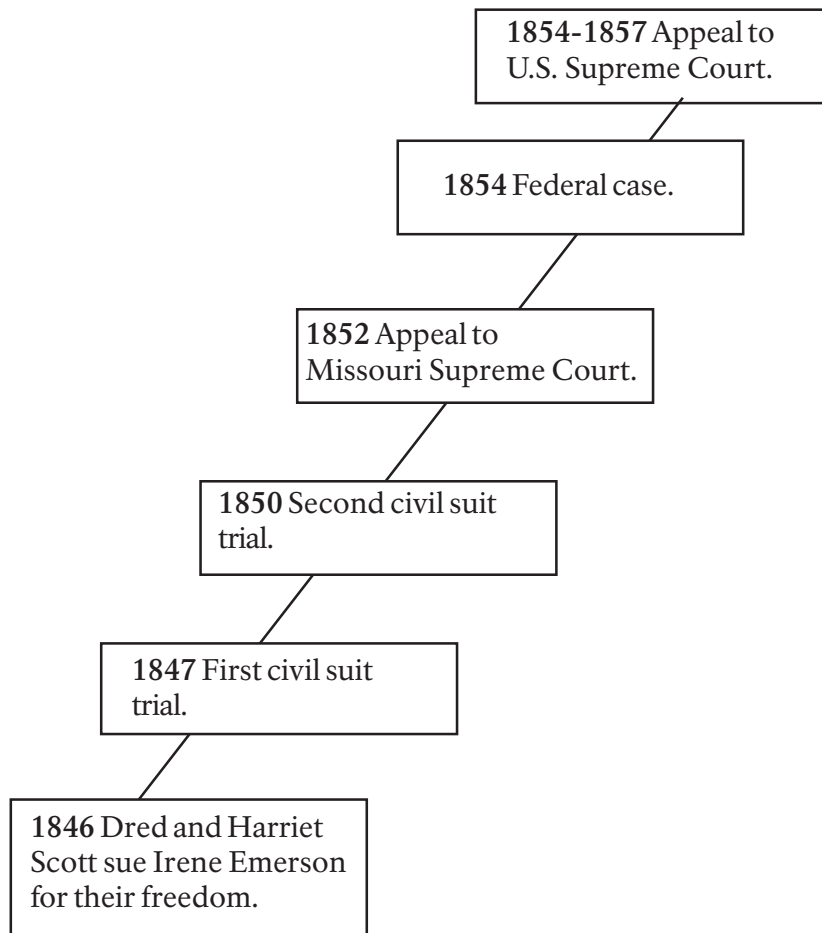 1854-1857 Appeal to
U.S. Supreme Court.
1854 Federal case.
1852 Appeal to
Missouri Supreme Court.
1850 Second civil suit
trial.
1847 First civil suit
trial.
1846 Dred and Harriet
Scott sue Irene Emerson
for their freedom.